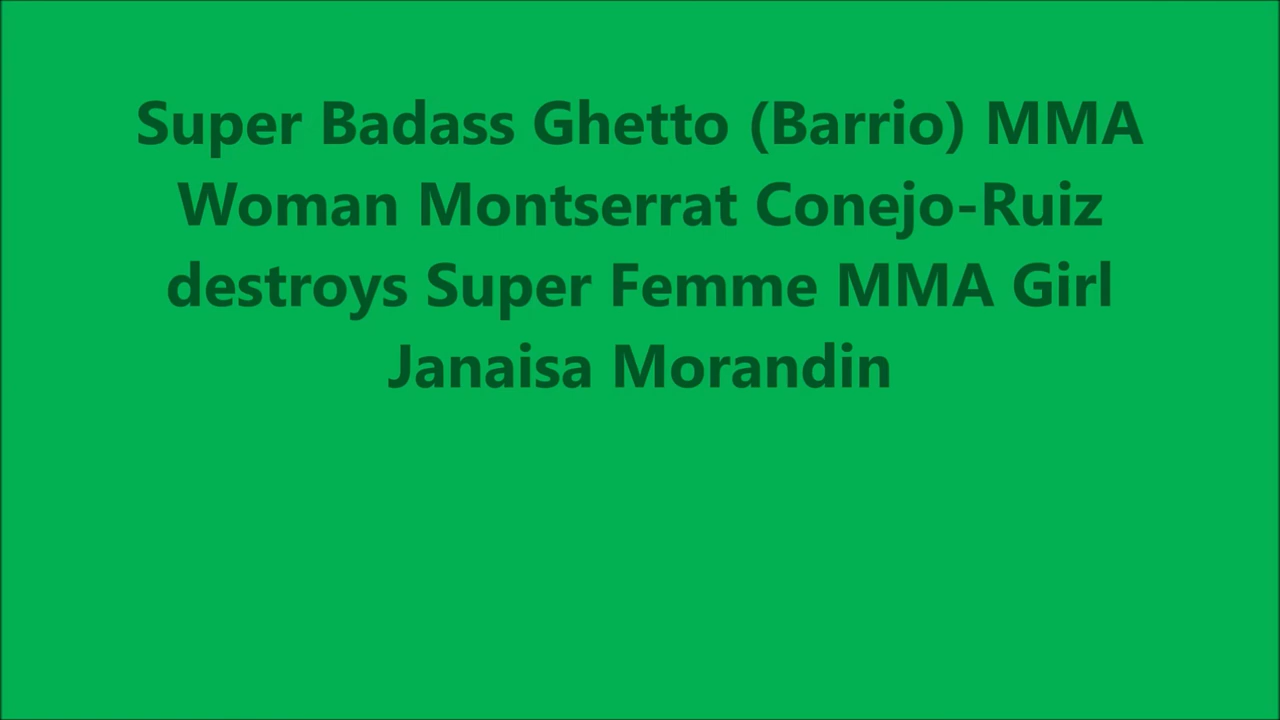 Super Badass Ghetto (Barrio) MMA
Woman Montserrat Conejo-Ruiz
destroys Super Femme MMA Girl
Janaisa Morandin